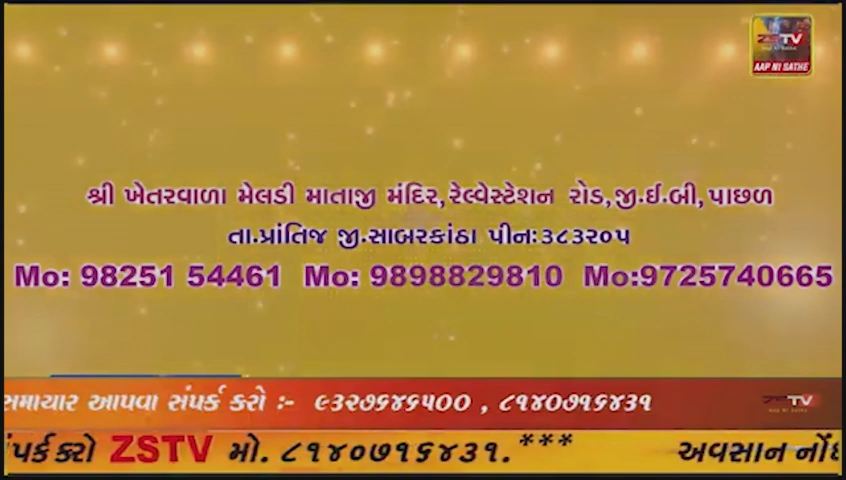 ZSTV
AAP NI SATHE
શ્રી ખેતરવાળા મેલડી માતાજી મંદિર,રેલ્વેસ્ટેશન રોડ,જી.ઈ.બી,પાછળ
તા.પ્રાંતિજ જી.સાબરકાંઠા પીનઃ૩૮૩૨૦૫
Mo: 98251 54461 Mo: 9898829810 Mo:9725740665
સમાચાર આપવા સંપર્ક કરો :- ૯૩૨૭૬૪૬૫૦૦ , ૮૧૪૦૭૧૬૪૩૧
ZSTV
સંપર્ક કરો ZSTV મો. ૮૧૪૦૭૧૬૪૩૧.*** અવસાન નોંધ